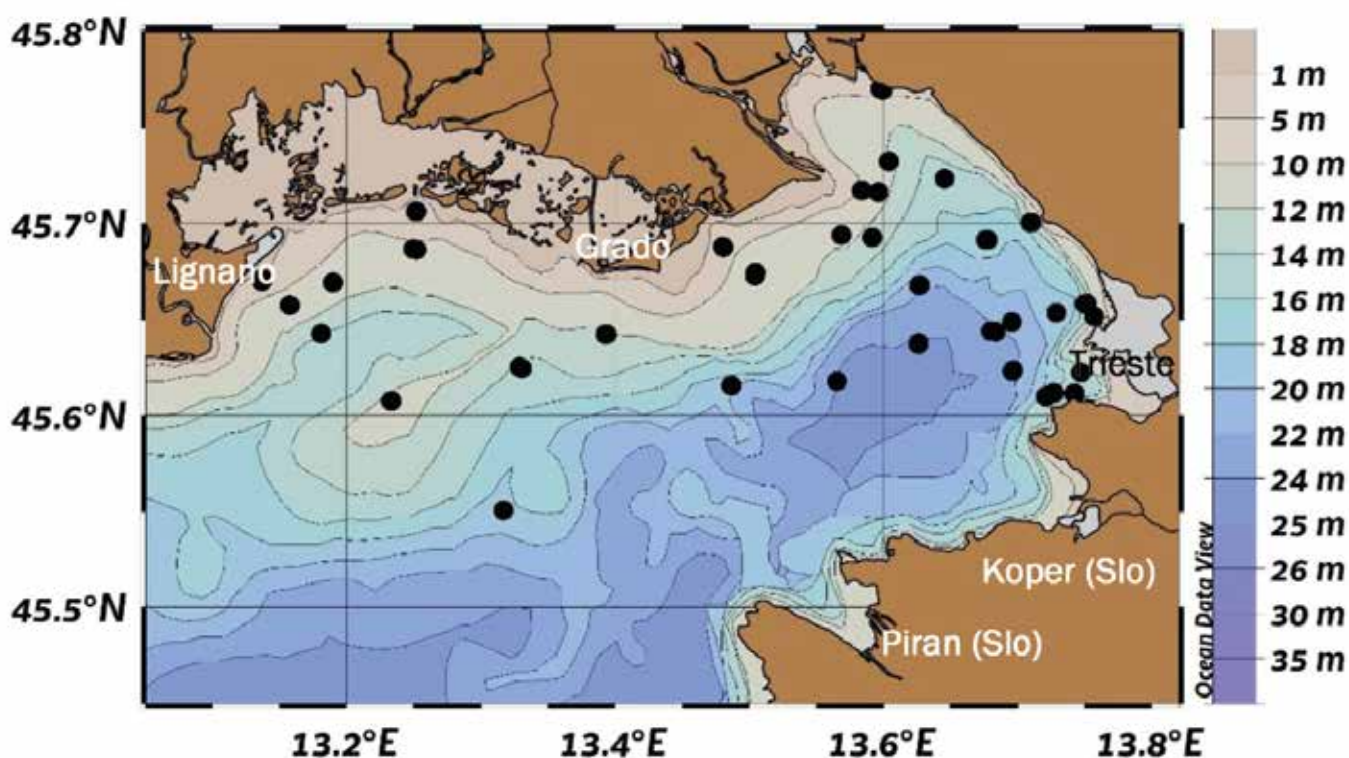 45.8°N
45.7°N
45.6°N
45.5°N
13.2°E
13.4°E
13.6°E
13.8°E
Lignano
Grado
Trieste
Koper (Slo)
Piran (Slo)
Ocean Data View
1 m
5 m
10 m
12 m
14 m
16 m
18 m
20 m
22 m
24 m
25 m
26 m
30 m
35 m